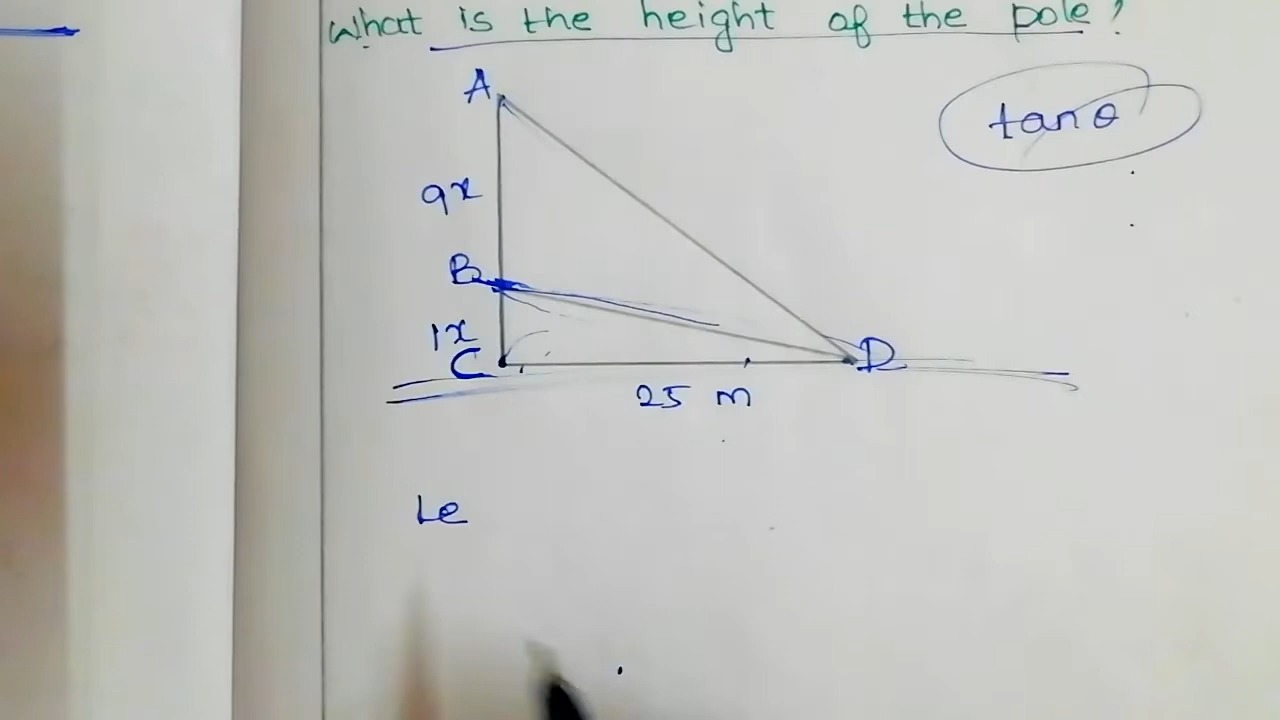 What is the height of the pole?
A
tanθ
9x
B
1x
C
D
25 m
Le